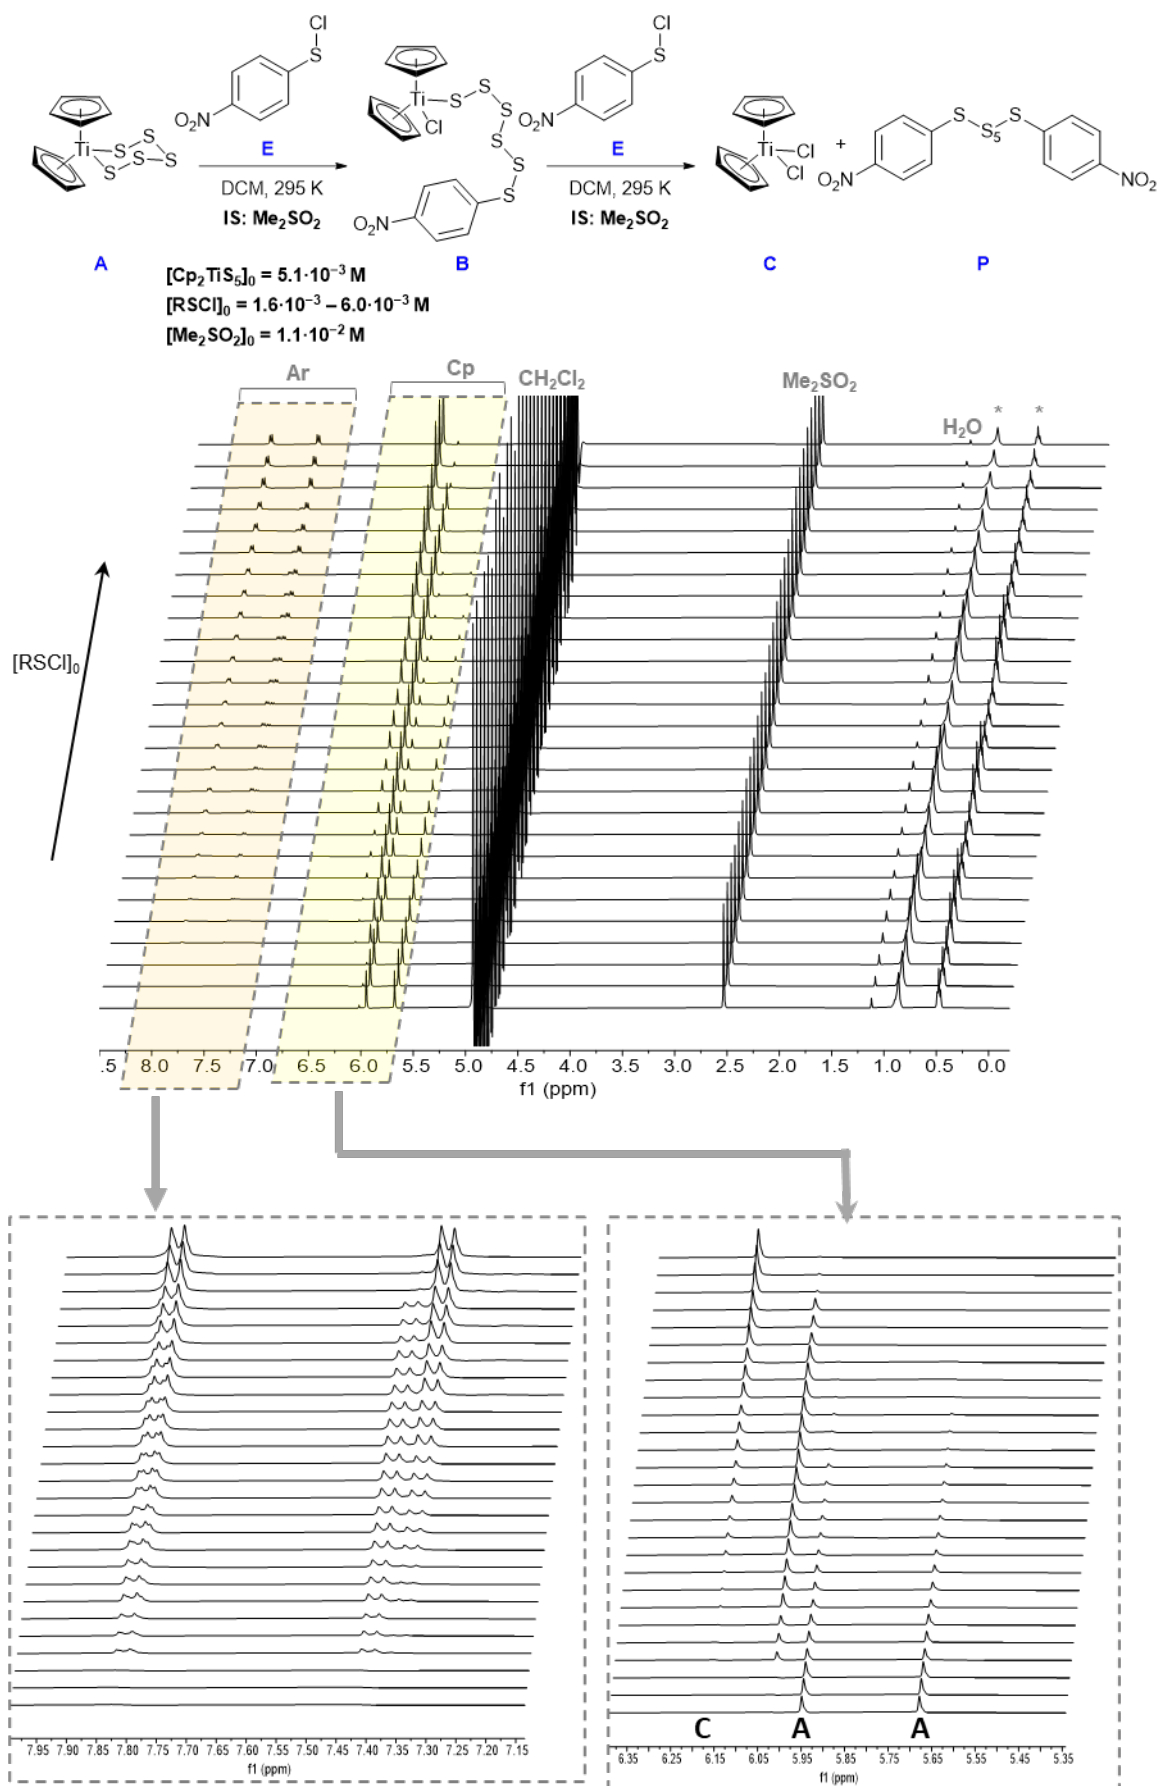 Cl
S
O₂N
E
DCM, 295 K
IS: Me₂SO₂
Ti
S
S
S
S
A
Ti
Cl
S
S
S
S
S
S
O₂N
B
Cl
S
O₂N
E
DCM, 295 K
IS: Me₂SO₂
Ti
Cl
Cl
C
+
S
S₅
S
O₂N
NO₂
P
[Cp₂TiS₅]₀ = 5.1·10⁻³ M
[RSCl]₀ = 1.6·10⁻³ – 6.0·10⁻³ M
[Me₂SO₂]₀ = 1.1·10⁻² M
Ar
Cp
CH₂Cl₂
Me₂SO₂
H₂O
*
*
[RSCl]₀
.5 8.0 7.5 7.0 6.5 6.0 5.5 5.0 4.5 4.0 3.5 3.0 2.5 2.0 1.5 1.0 0.5 0.0
f1 (ppm)
7.95 7.90 7.85 7.80 7.75 7.70 7.65 7.60 7.55 7.50 7.45 7.40 7.35 7.30 7.25 7.20 7.15
f1 (ppm)
C A A
6.35 6.25 6.15 6.05 5.95 5.85 5.75 5.65 5.55 5.45 5.35
f1 (ppm)